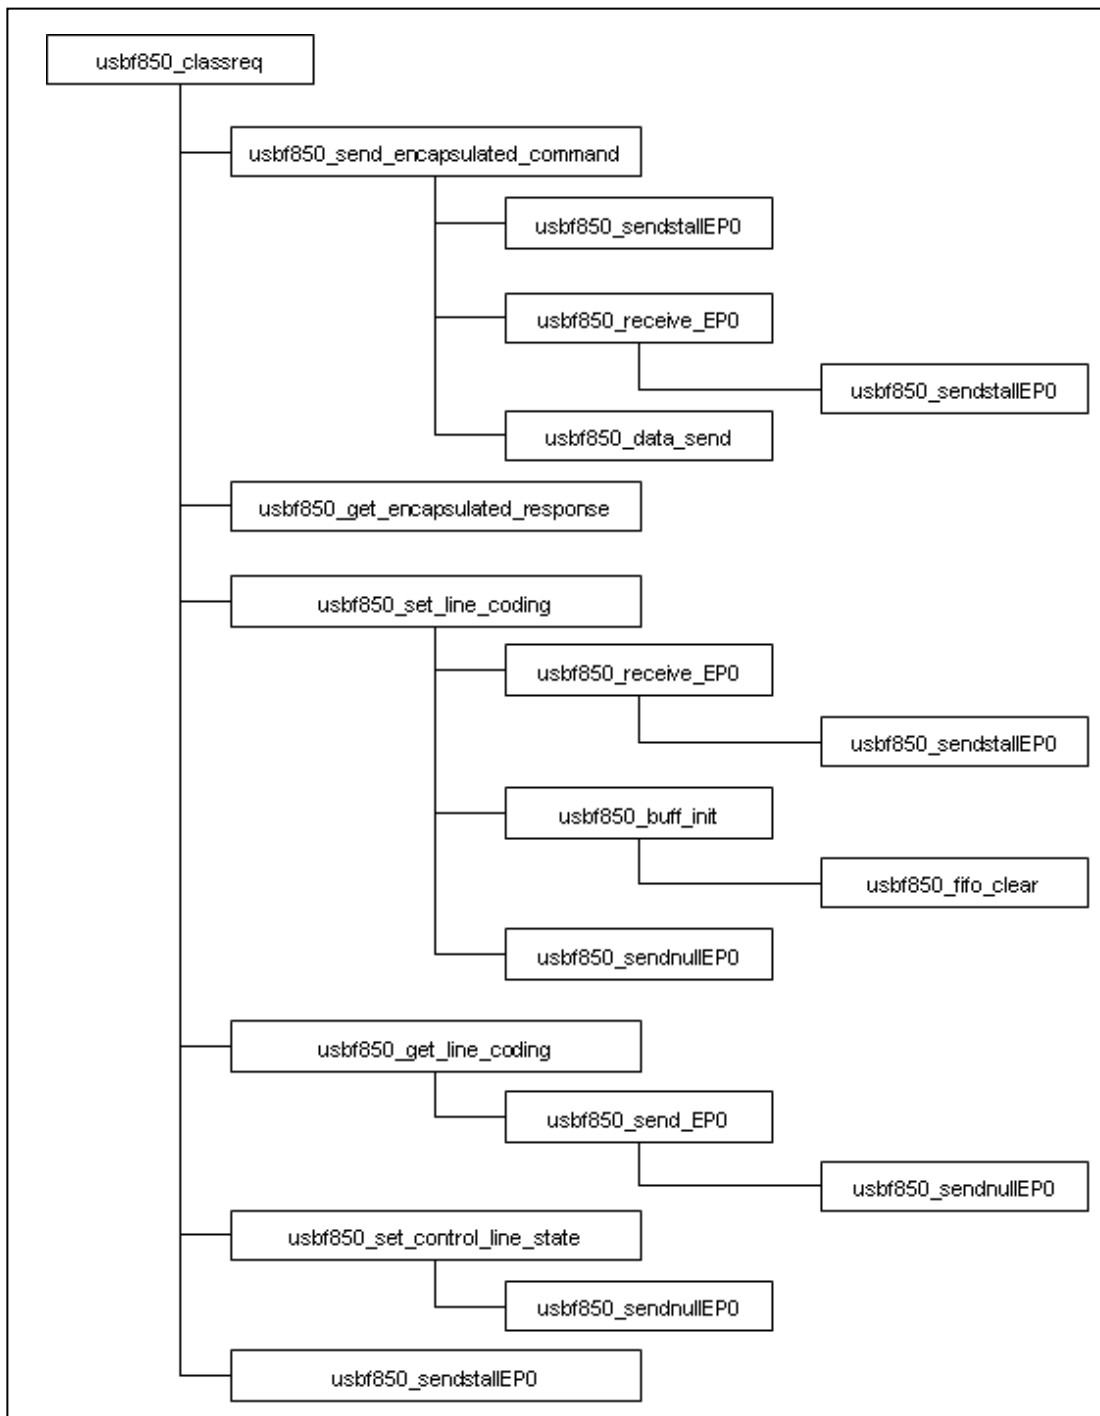 usbf850_classreq
usbf850_send_encapsulated_command
usbf850_sendstallEP0
usbf850_receive_EP0
usbf850_sendstallEP0
usbf850_data_send
usbf850_get_encapsulated_response
usbf850_set_line_coding
usbf850_receive_EP0
usbf850_sendstallEP0
usbf850_buff_init
usbf850_fifo_clear
usbf850_sendnullEP0
usbf850_get_line_coding
usbf850_send_EP0
usbf850_sendnullEP0
usbf850_set_control_line_state
usbf850_sendnullEP0
usbf850_sendstallEP0